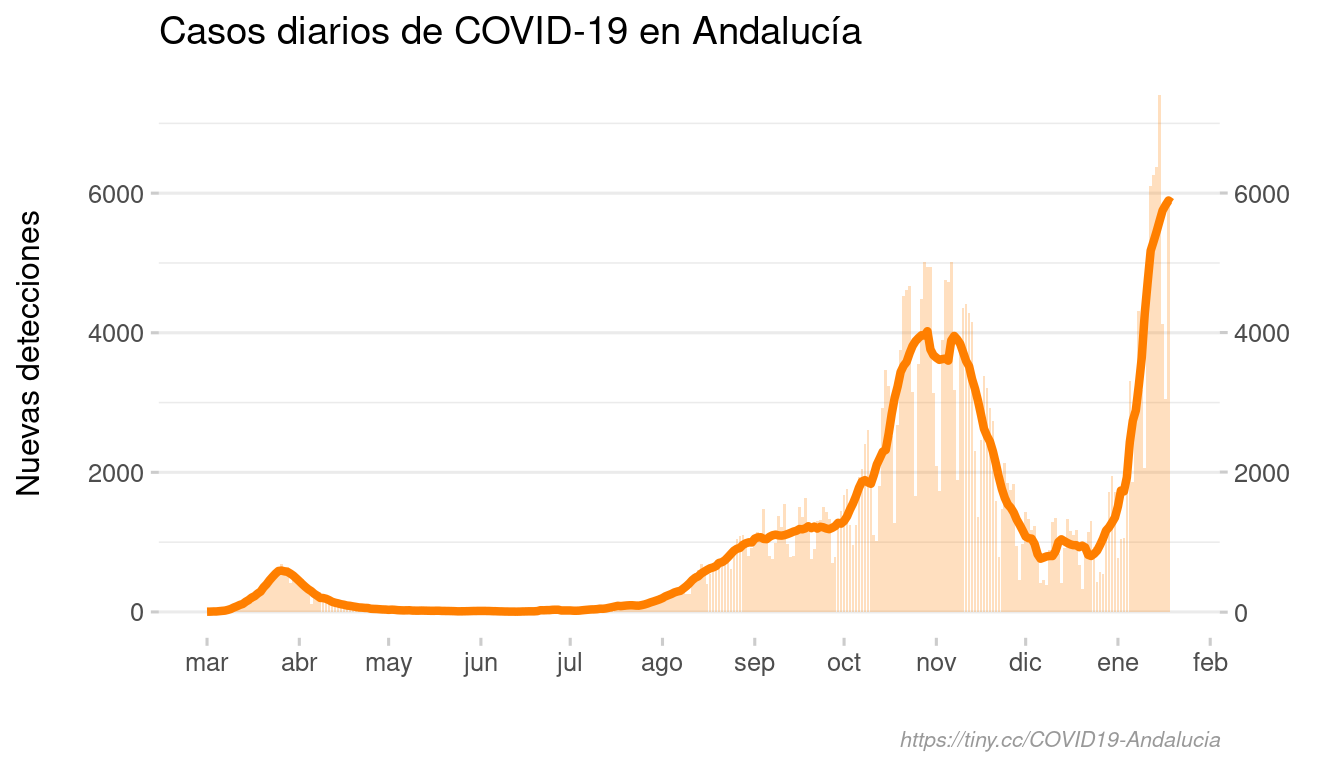 Casos diarios de COVID-19 en Andalucía
Nuevas detecciones
6000 6000
4000 4000
2000 2000
0 0
mar abr may jun jul ago sep oct nov dic ene feb
https://tiny.cc/COVID19-Andalucia